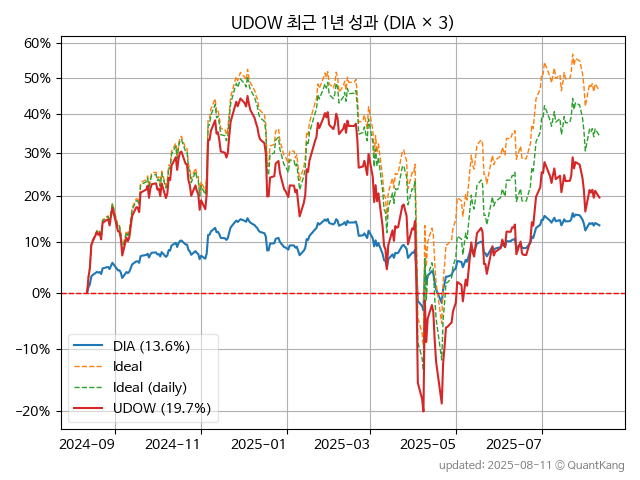 UDOW 최근 1년 성과 (DIA × 3)
60%
50%
40%
30%
20%
10%
0%
−10%
−20%
DIA (13.6%)
Ideal
Ideal (daily)
UDOW (19.7%)
2024−09
2024−11
2025−01
2025−03
2025−05
2025−07
updated: 2025-08-11 © QuantKang